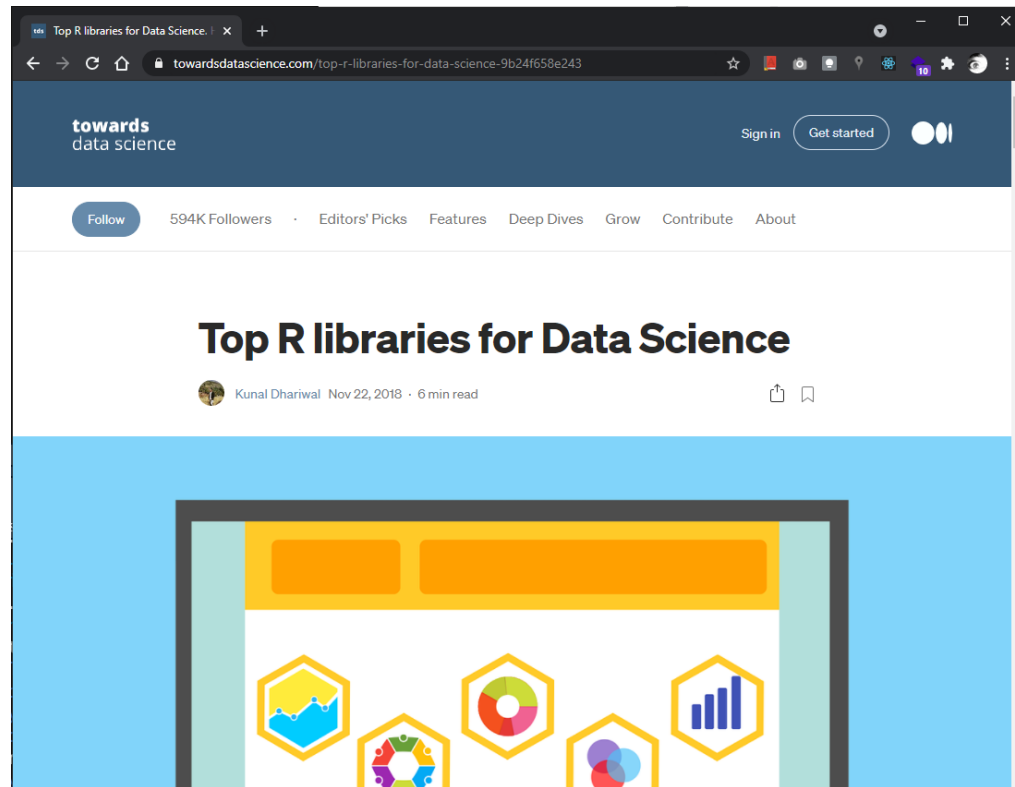 tds Top R libraries for Data Science.
towardsdatascience.com/top-r-libraries-for-data-science-9b24f658e243
10
towards
data science
Sign in
Get started
Follow
594K Followers · Editors' Picks Features Deep Dives Grow Contribute About
Top R libraries for Data Science
Kunal Dhariwal Nov 22, 2018 · 6 min read